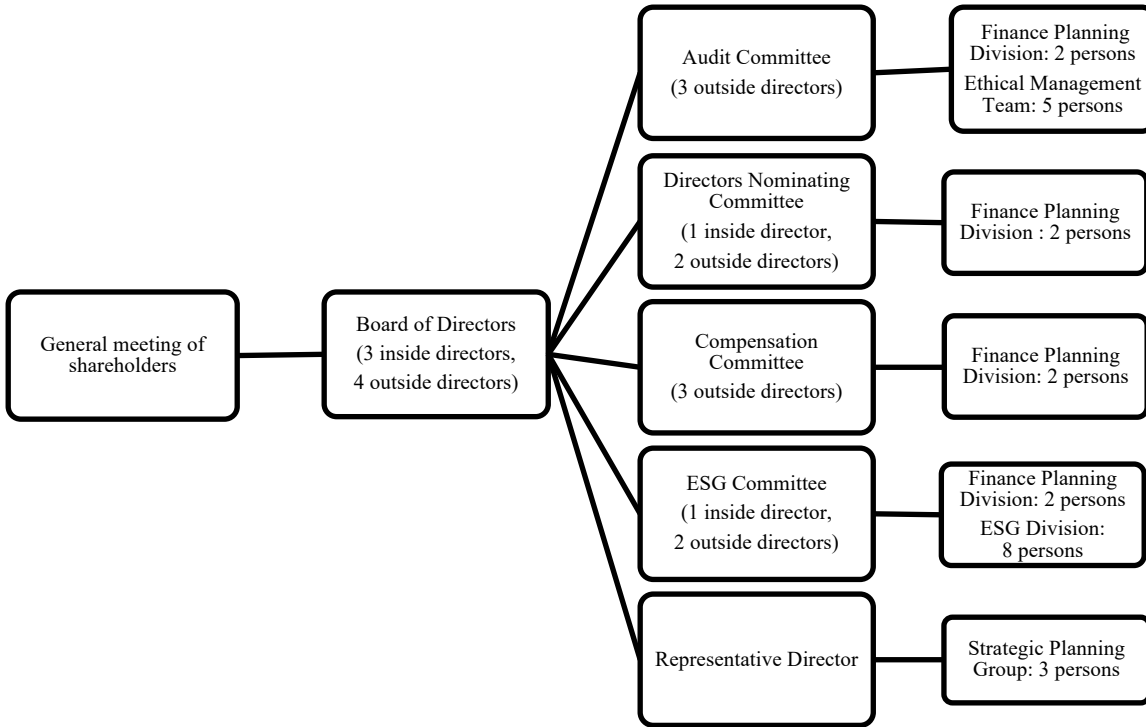 General meeting of
shareholders
Board of Directors
(3 inside directors,
4 outside directors)
Audit Committee
(3 outside directors)
Finance Planning
Division: 2 persons
Ethical Management
Team: 5 persons
Directors Nominating
Committee
(1 inside director,
2 outside directors)
Finance Planning
Division : 2 persons
Compensation
Committee
(3 outside directors)
Finance Planning
Division: 2 persons
ESG Committee
(1 inside director,
2 outside directors)
Finance Planning
Division: 2 persons
ESG Division:
8 persons
Representative Director
Strategic Planning
Group: 3 persons